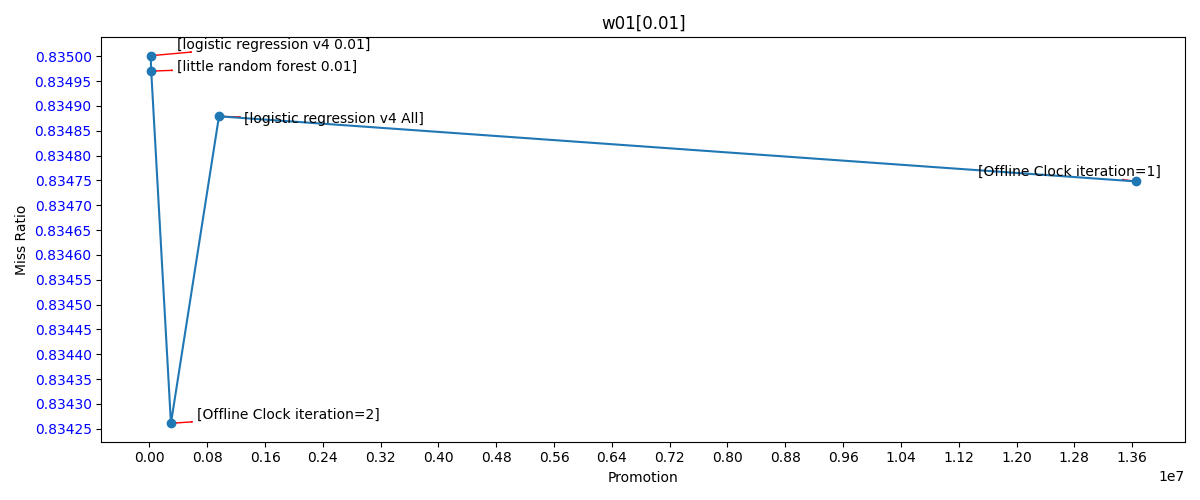 w01[0.01]
[logistic regression v4 0.01]
[little random forest 0.01]
[logistic regression v4 All]
[Offline Clock iteration=1]
[Offline Clock iteration=2]
Miss Ratio
0.83500
0.83495
0.83490
0.83485
0.83480
0.83475
0.83470
0.83465
0.83460
0.83455
0.83450
0.83445
0.83440
0.83435
0.83430
0.83425
0.00 0.08 0.16 0.24 0.32 0.40 0.48 0.56 0.64 0.72 0.80 0.88 0.96 1.04 1.12 1.20 1.28 1.36
Promotion
1e7